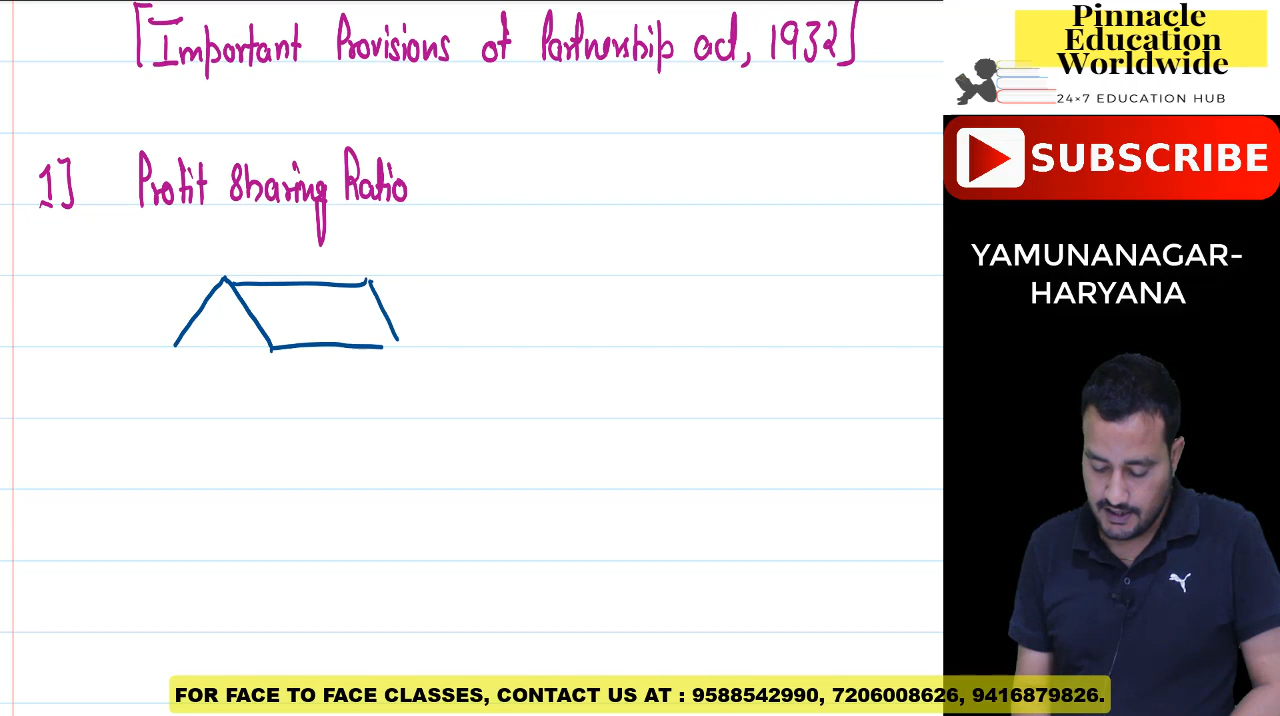 [Important Provisions of Partnership act, 1932]
1] Profit Sharing Ratio
Pinnacle
Education
Worldwide
24×7 EDUCATION HUB
SUBSCRIBE
YAMUNANAGAR-
HARYANA
FOR FACE TO FACE CLASSES, CONTACT US AT : 9588542990, 7206008626, 9416879826.